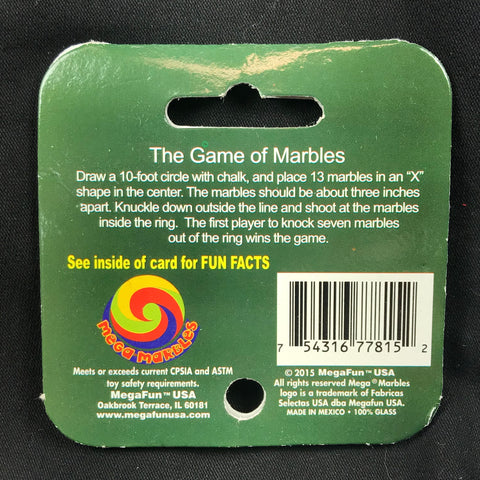 The Game of Marbles
Draw a 10-foot circle with chalk, and place 13 marbles in an "X"
shape in the center. The marbles should be about three inches
apart. Knuckle down outside the line and shoot at the marbles
inside the ring. The first player to knock seven marbles
out of the ring wins the game.
See inside of card for FUN FACTS
MEGA MARBLES
Meets or exceeds current CPSIA and ASTM
toy safety requirements.
MegaFun™ USA
Oakbrook Terrace, IL 60181
www.megafunusa.com
7 54316 77815 2
© 2015 MegaFun™ USA
All rights reserved Mega® Marbles
logo is a trademark of Fabricas
Selectas USA dba Megafun USA.
MADE IN MEXICO • 100% GLASS